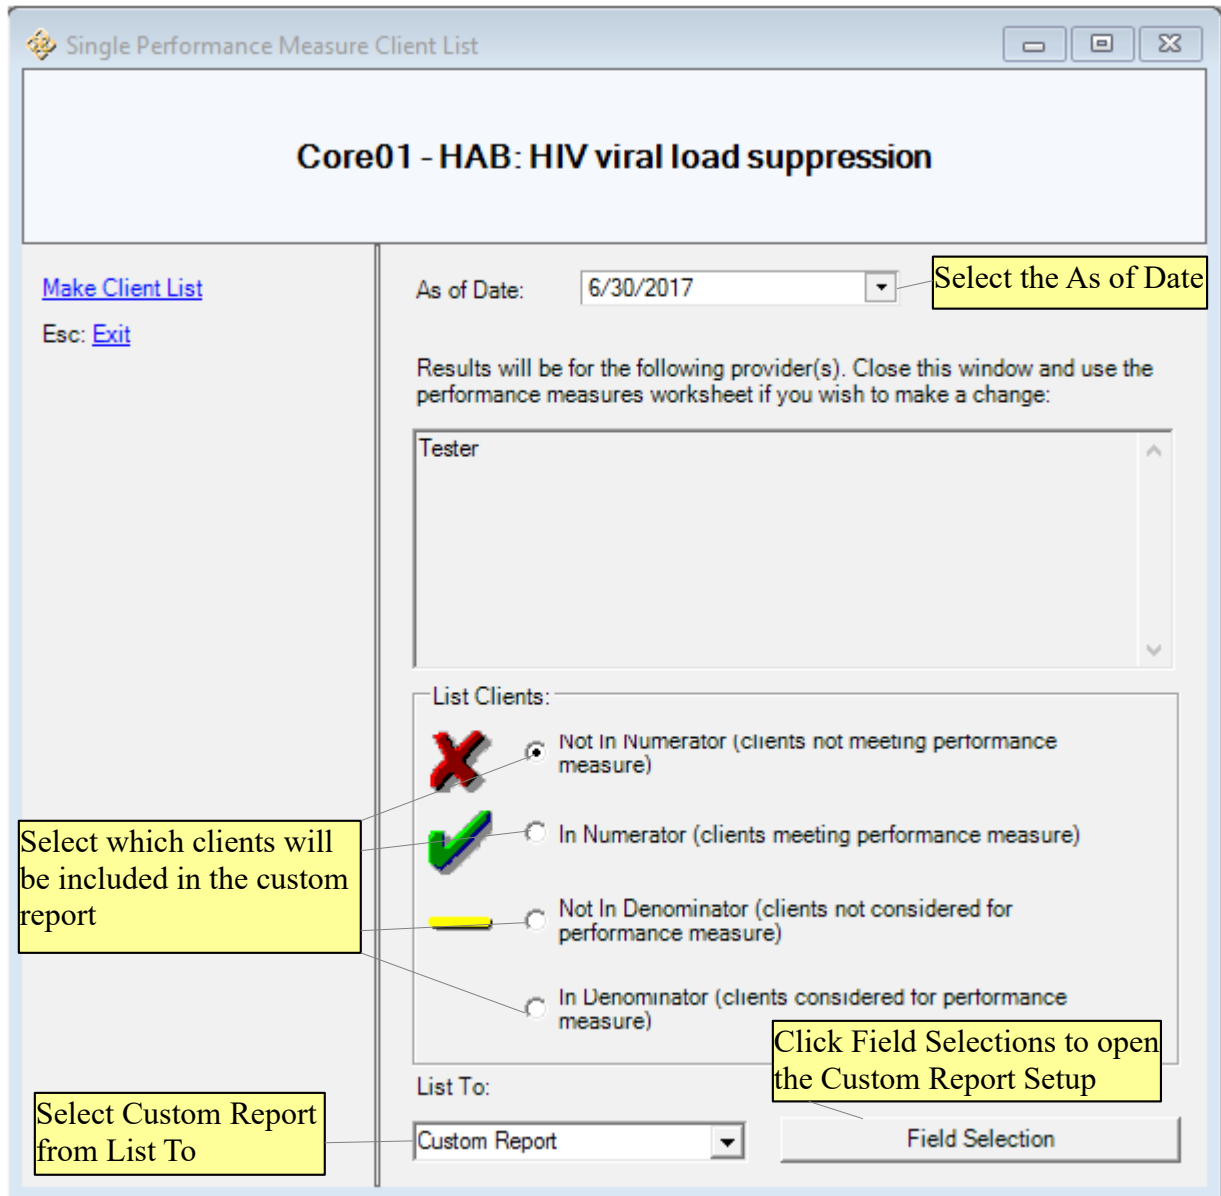 Single Performance Measure Client List
Core01 - HAB: HIV viral load suppression
Make Client List
Esc: Exit
As of Date:
6/30/2017
Select the As of Date
Results will be for the following provider(s). Close this window and use the
performance measures worksheet if you wish to make a change:
Tester
List Clients:
Not In Numerator (clients not meeting performance
measure)
In Numerator (clients meeting performance measure)
Not In Denominator (clients not considered for
performance measure)
In Denominator (clients considered for performance
measure)
Select which clients will
be included in the custom
report
Click Field Selections to open
the Custom Report Setup
List To:
Select Custom Report
from List To
Custom Report
Field Selection